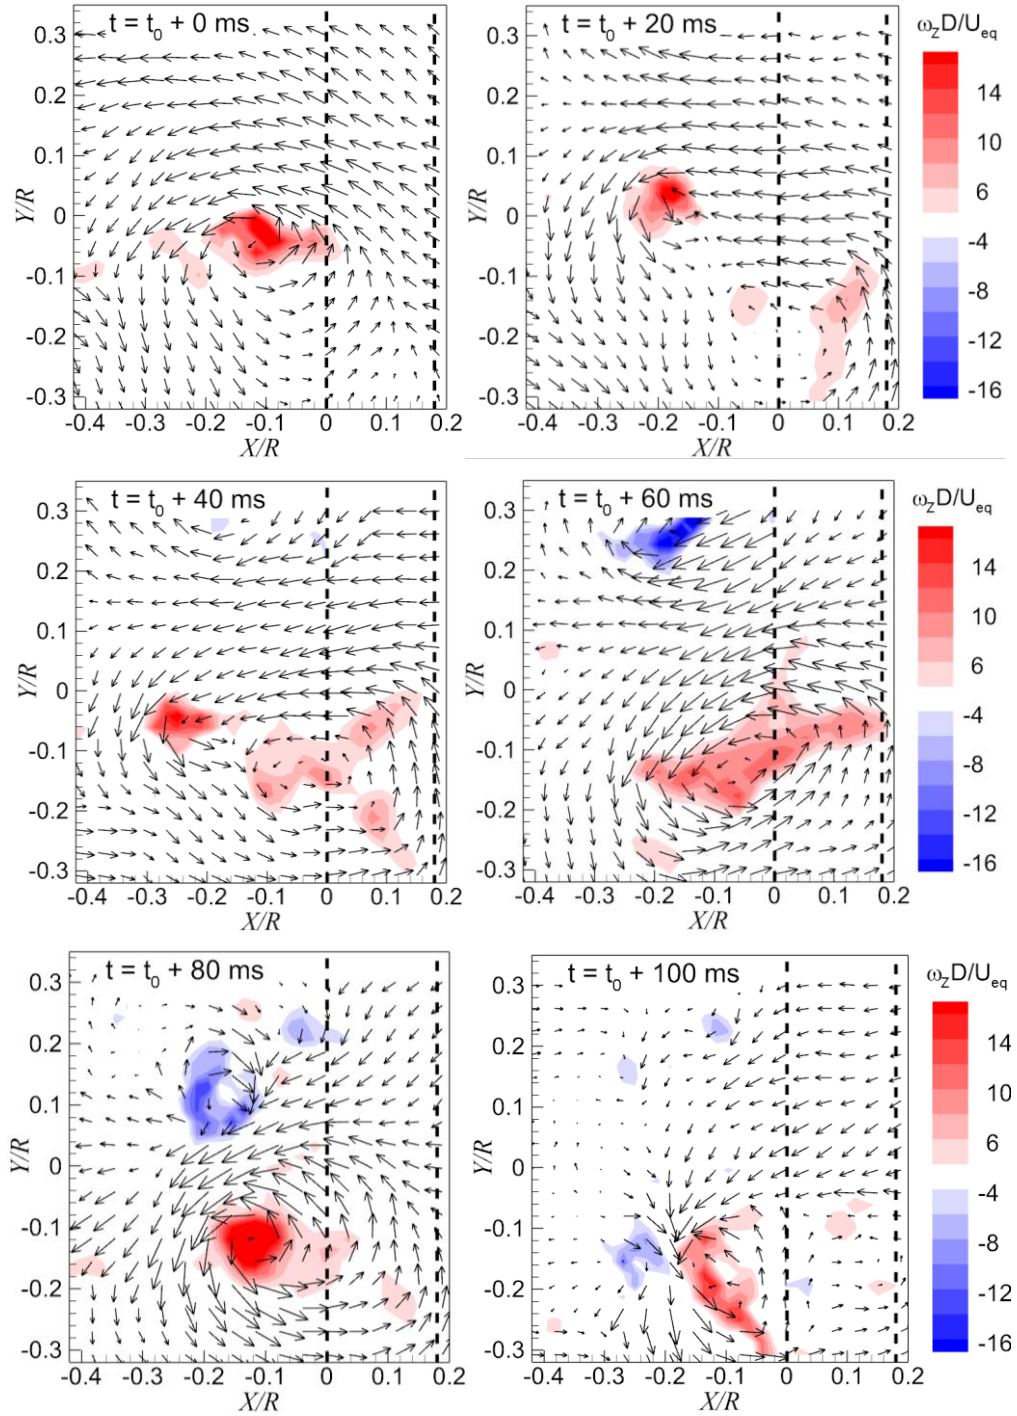 t = t₀ + 0 ms
0.3
0.2
0.1
0
-0.1
-0.2
-0.3
Y/R
-0.4 -0.3 -0.2 -0.1 0 0.1 0.2
X/R
t = t₀ + 20 ms
0.3
0.2
0.1
0
-0.1
-0.2
-0.3
Y/R
-0.4 -0.3 -0.2 -0.1 0 0.1 0.2
X/R
ω_Z D/U_eq
14
10
6
-4
-8
-12
-16
t = t₀ + 40 ms
0.3
0.2
0.1
0
-0.1
-0.2
-0.3
Y/R
-0.4 -0.3 -0.2 -0.1 0 0.1 0.2
X/R
t = t₀ + 60 ms
0.3
0.2
0.1
0
-0.1
-0.2
-0.3
Y/R
-0.4 -0.3 -0.2 -0.1 0 0.1 0.2
X/R
ω_Z D/U_eq
14
10
6
-4
-8
-12
-16
t = t₀ + 80 ms
0.3
0.2
0.1
0
-0.1
-0.2
-0.3
Y/R
-0.4 -0.3 -0.2 -0.1 0 0.1 0.2
X/R
t = t₀ + 100 ms
0.3
0.2
0.1
0
-0.1
-0.2
-0.3
Y/R
-0.4 -0.3 -0.2 -0.1 0 0.1 0.2
X/R
ω_Z D/U_eq
14
10
6
-4
-8
-12
-16